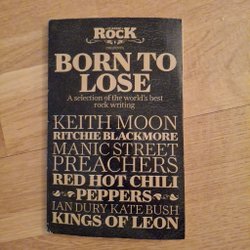 ROCK
PRESENTS
BORN TO
LOSE
A selection of the world's best
rock writing
KEITH MOON
RITCHIE BLACKMORE
MANIC STREET
PREACHERS
RED HOT CHILI
PEPPERS
IAN DURY KATE BUSH
KINGS OF LEON